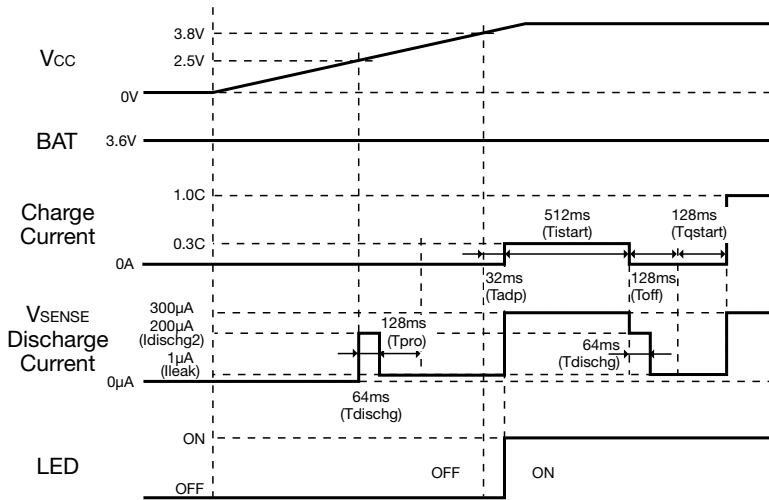 3.8V
VCC
2.5V
0V
BAT
3.6V
1.0C
Charge
Current
512ms
(Tistart)
128ms
(Tqstart)
0.3C
0A
32ms
(Tadp)
128ms
(Toff)
VSENSE
Discharge
Current
300µA
200µA
(Idischg2)
1µA
(Ileak)
0µA
128ms
(Tpro)
64ms
(Tdischg)
64ms
(Tdischg)
LED
ON
OFF
OFF
ON